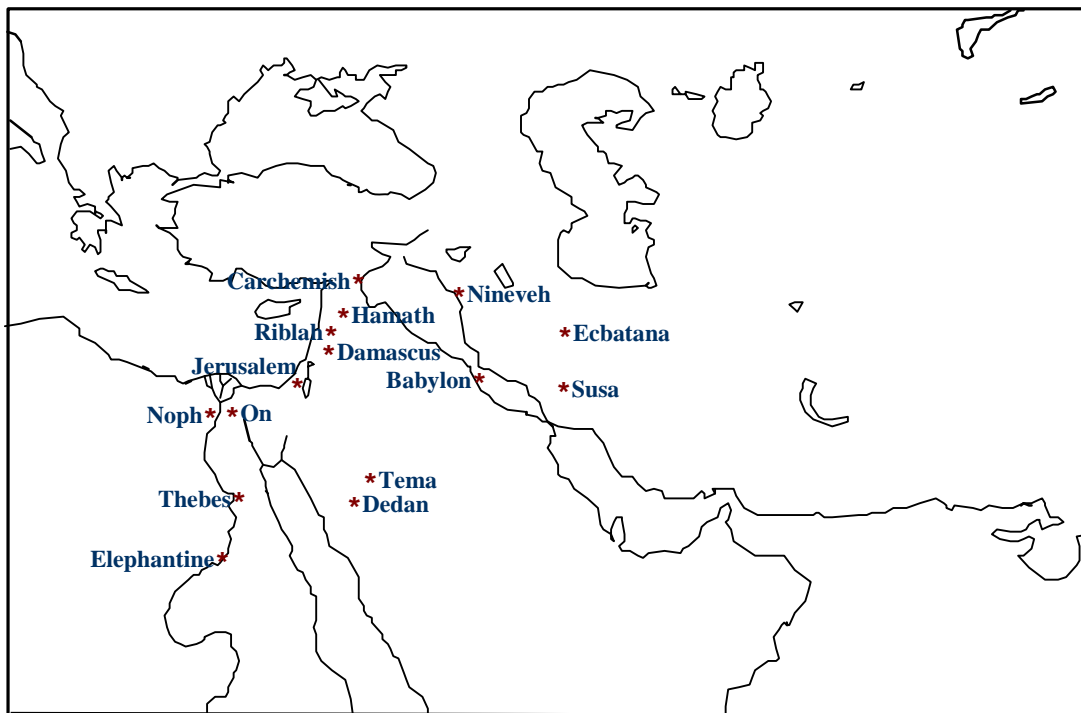 Carchemish
Nineveh
Hamath
Riblah
Ecbatana
Damascus
Jerusalem
Babylon
Susa
Noph
On
Tema
Thebes
Dedan
Elephantine